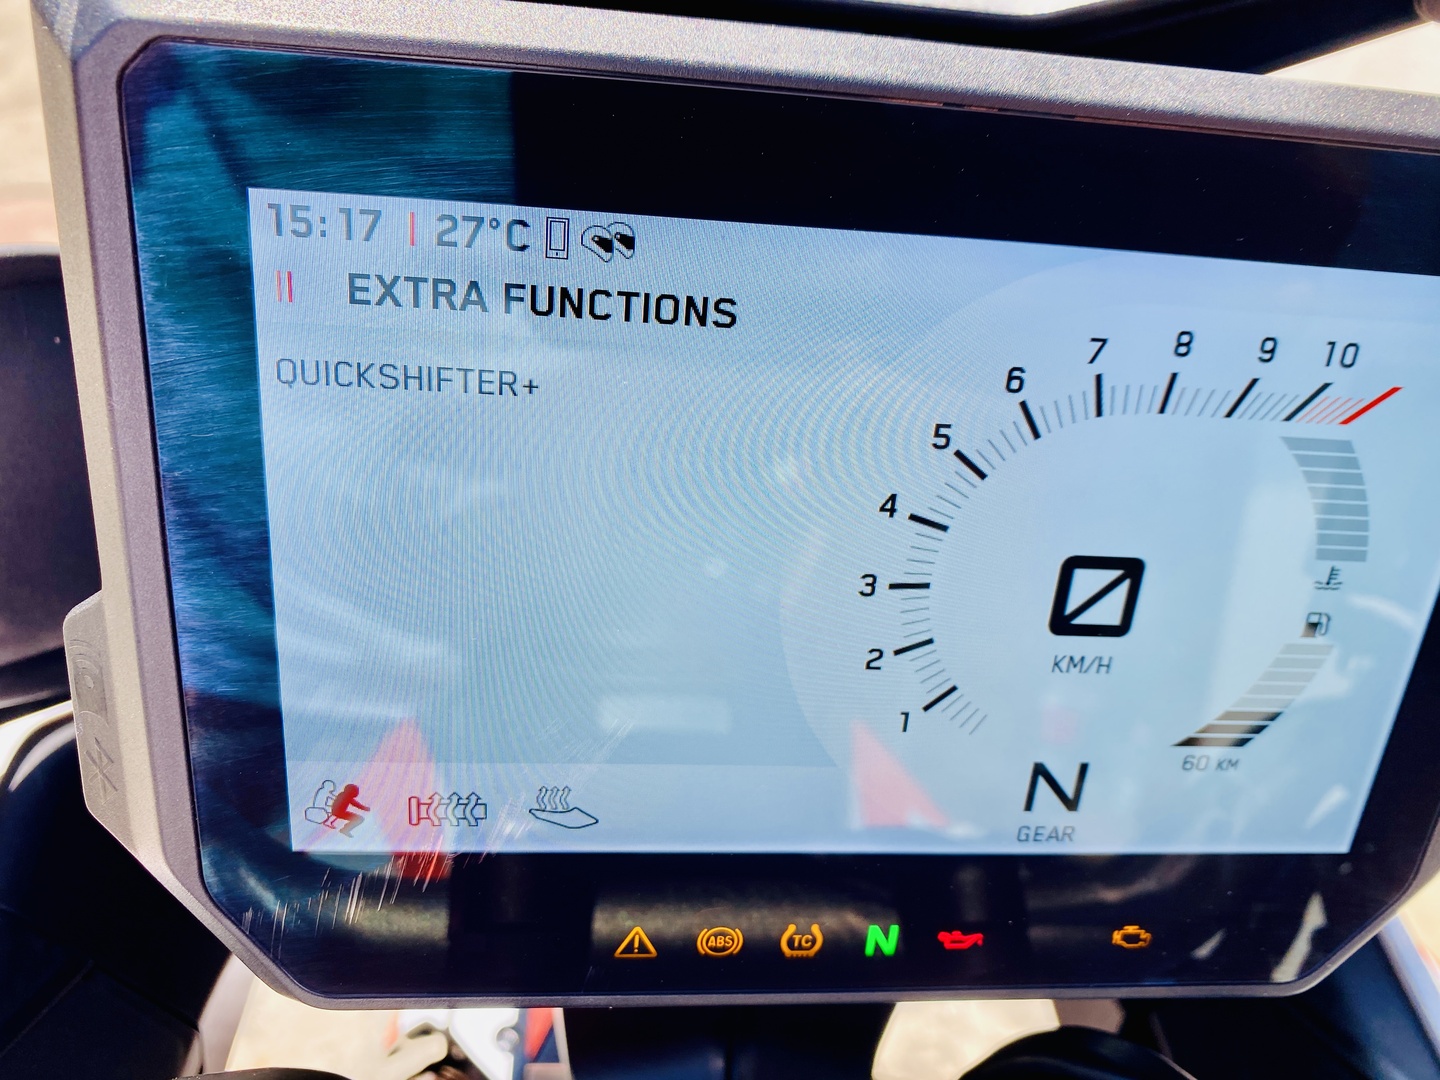 15:17 | 27°C
EXTRA FUNCTIONS
QUICKSHIFTER+
1
2
3
4
5
6
7
8
9
10
0
KM/H
60 KM
N
GEAR
ABS
TC
N